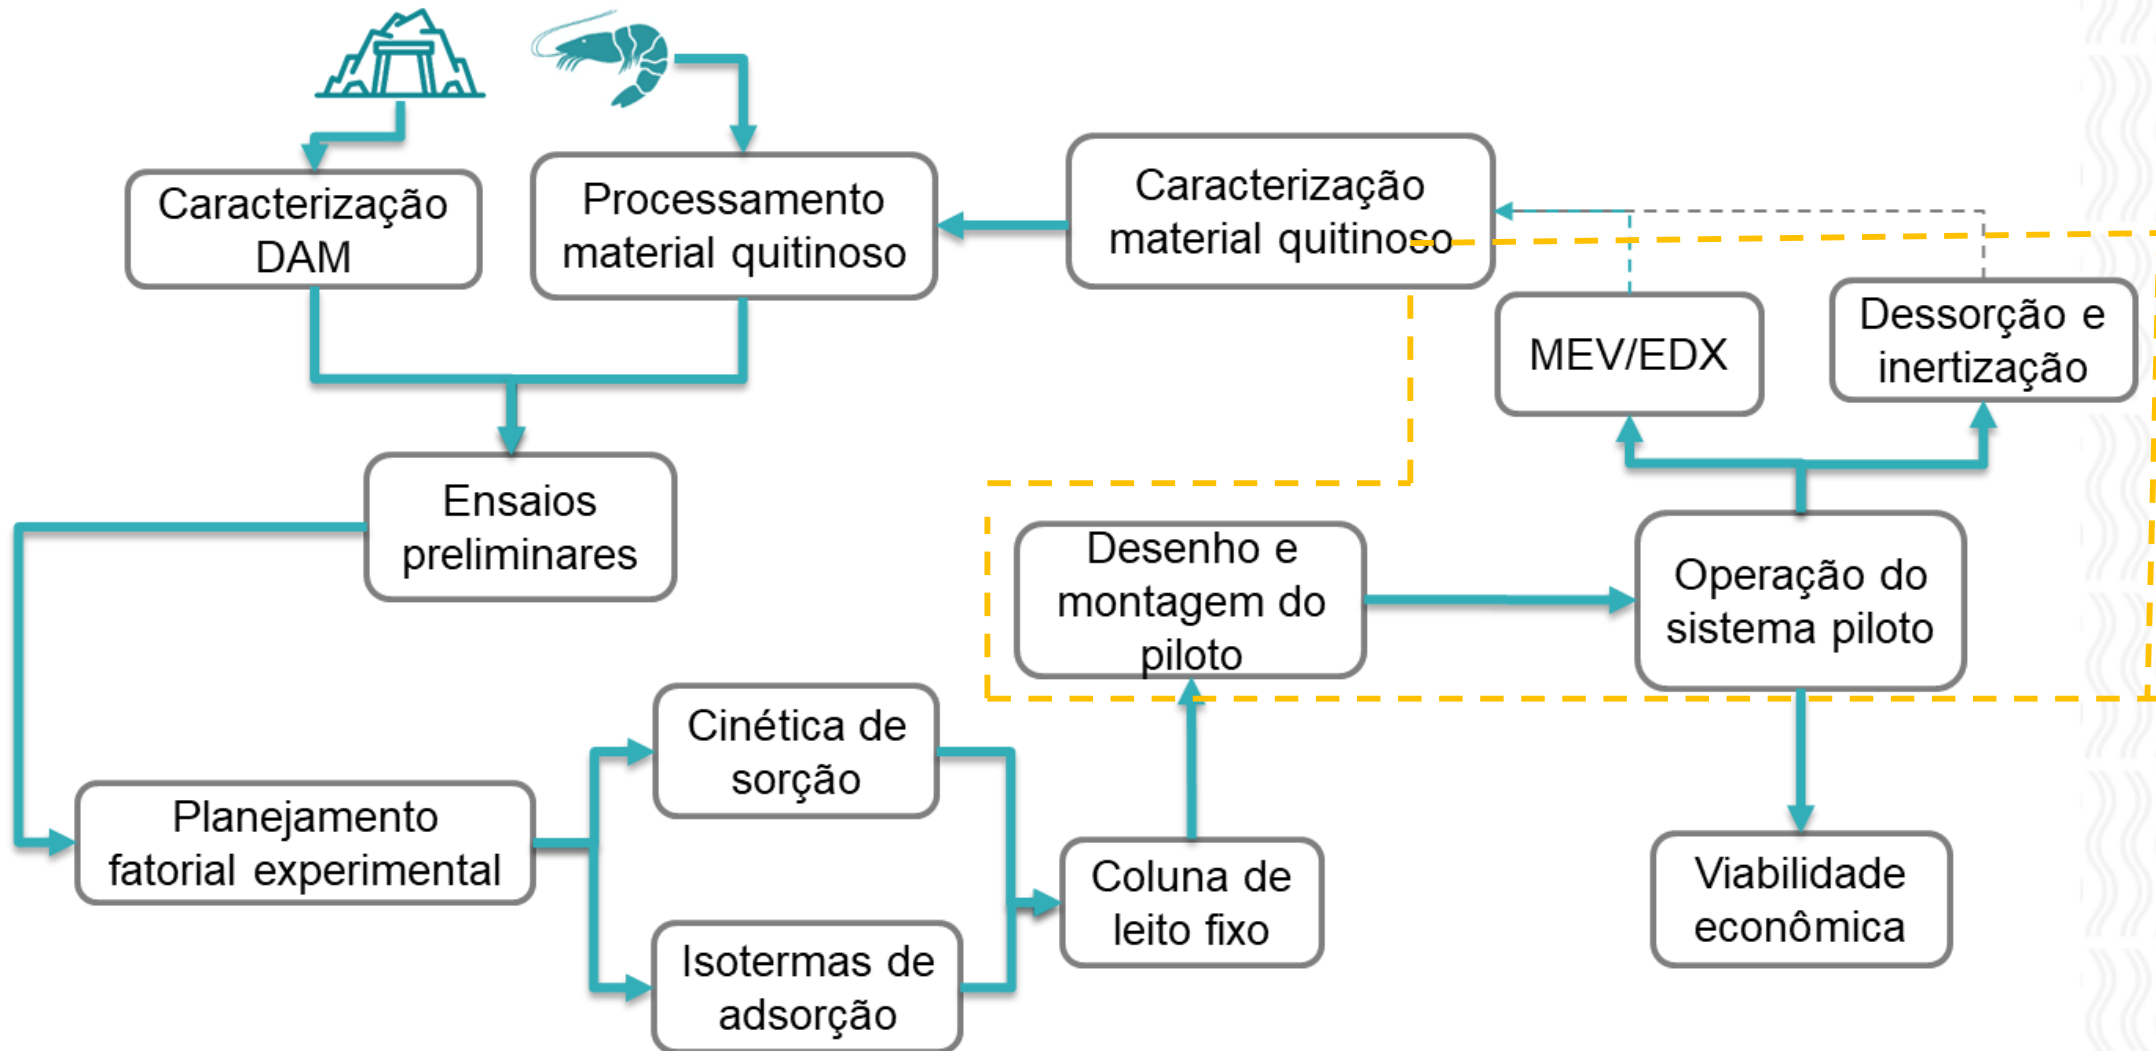 Caracterização
DAM
Processamento
material quitinoso
Caracterização
material quitinoso
MEV/EDX
Dessorção e
inertização
Ensaios
preliminares
Desenho e
montagem do
piloto
Operação do
sistema piloto
Cinética de
sorção
Planejamento
fatorial experimental
Coluna de
leito fixo
Viabilidade
econômica
Isotermas de
adsorção